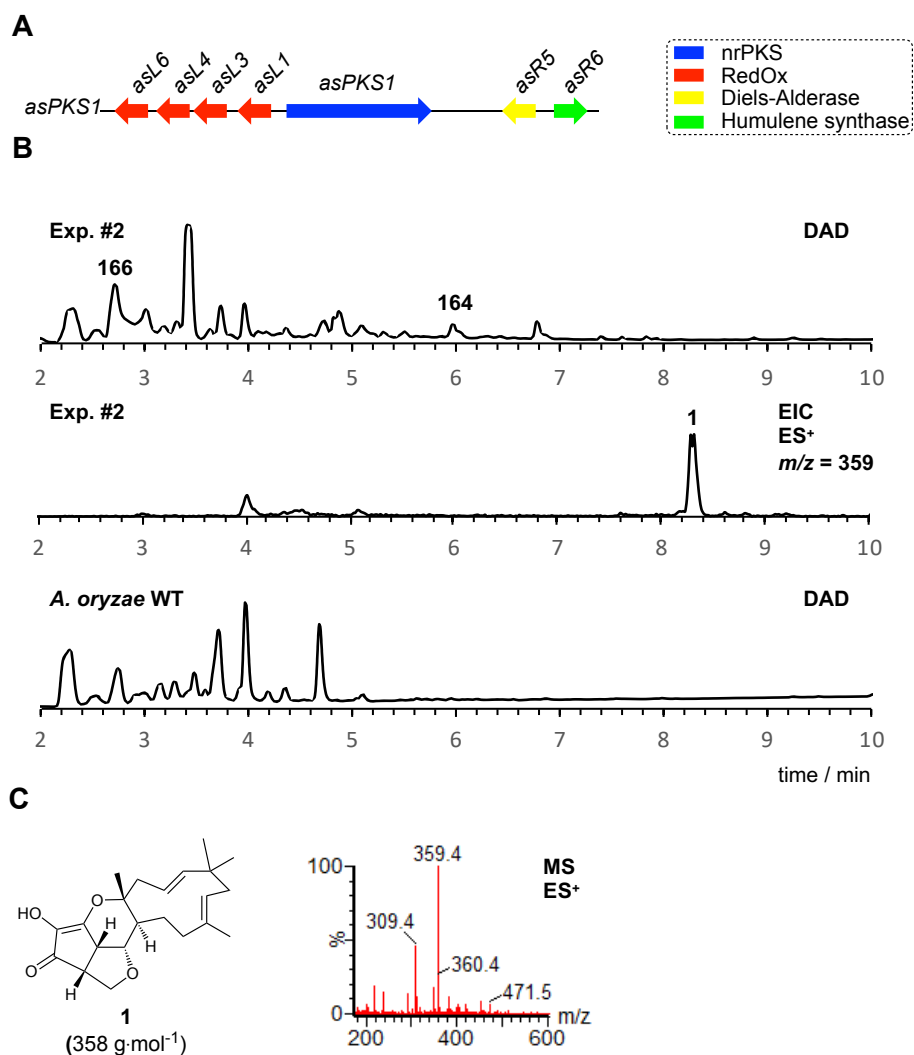 A
asL6 asL4 asL3 asL1 asPKS1 asR5 asR6
asPKS1
nrPKS
RedOx
Diels-Alderase
Humulene synthase
B
Exp. #2 DAD
166
164
2 3 4 5 6 7 8 9 10
Exp. #2 1 EIC
ES⁺
m/z = 359
2 3 4 5 6 7 8 9 10
A. oryzae WT DAD
2 3 4 5 6 7 8 9 10
time / min
C
HO
O
O
H
H
H
O
1
(358 g·mol⁻¹)
100
%
0
359.4
309.4
360.4
471.5
MS
ES⁺
200 400 600 m/z